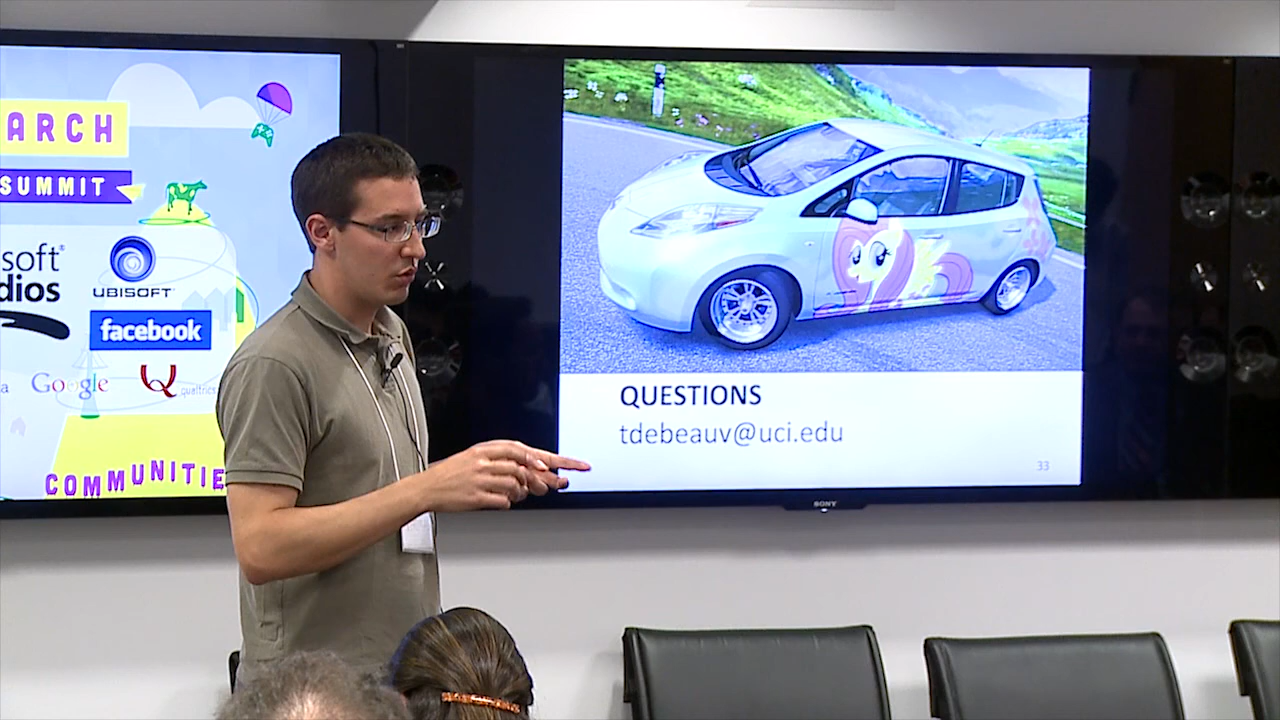 ARCH
SUMMIT
soft®
dios
UBISOFT
facebook
a
Google
qualtrics
COMMUNITIE
QUESTIONS
tdebeauv@uci.edu
33
SONY